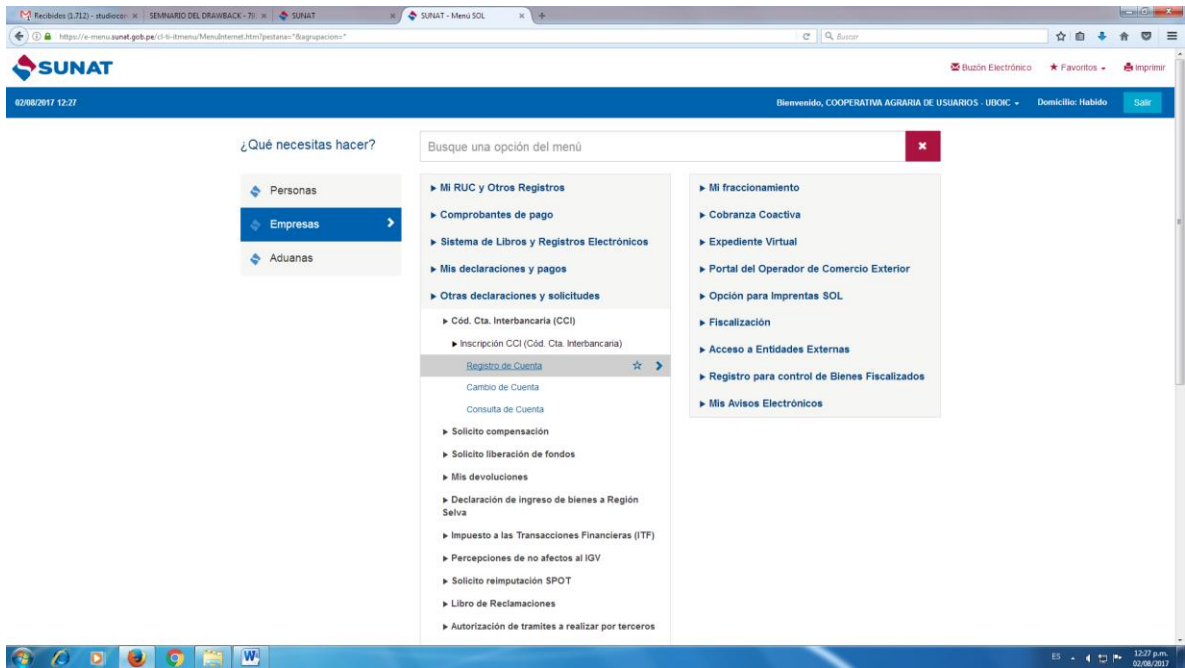 Recibidos (1.712) - studiocon
SEMNARIO DEL DRAWBACK - 70
SUNAT
SUNAT - Menú SOL
https://e-menu.sunat.gob.pe/cl-ti-itmenu/MenuInternet.htm?pestana=*&agrupacion=*
Buscar
SUNAT
Buzón Electrónico
Favoritos
Imprimir
02/08/2017 12:27
Bienvenido, COOPERATIVA AGRARIA DE USUARIOS - UBOIC
Domicilio: Habido
Salir
¿Qué necesitas hacer?
Busque una opción del menú
Personas
Empresas
Aduanas
Mi RUC y Otros Registros
Comprobantes de pago
Sistema de Libros y Registros Electrónicos
Mis declaraciones y pagos
Otras declaraciones y solicitudes
Cód. Cta. Interbancaria (CCI)
Inscripción CCI (Cód. Cta. Interbancaria)
Registro de Cuenta
Cambio de Cuenta
Consulta de Cuenta
Solicito compensación
Solicito liberación de fondos
Mis devoluciones
Declaración de ingreso de bienes a Región
Selva
Impuesto a las Transacciones Financieras (ITF)
Percepciones de no afectos al IGV
Solicito reimputación SPOT
Libro de Reclamaciones
Autorización de tramites a realizar por terceros
Mi fraccionamiento
Cobranza Coactiva
Expediente Virtual
Portal del Operador de Comercio Exterior
Opción para Imprentas SOL
Fiscalización
Acceso a Entidades Externas
Registro para control de Bienes Fiscalizados
Mis Avisos Electrónicos
ES
12:27 p.m.
02/08/2017